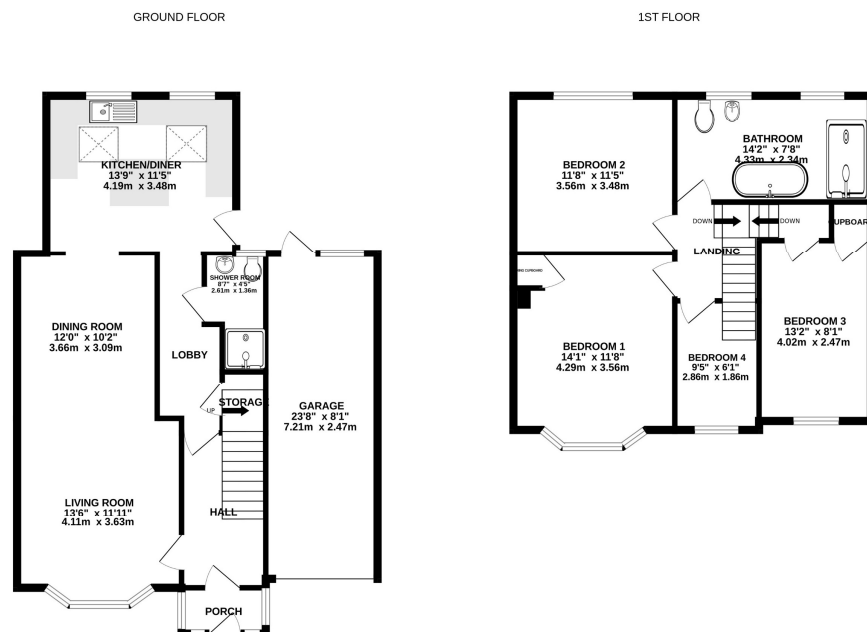 GROUND FLOOR
1ST FLOOR
KITCHEN/DINER
13'9" x 11'5"
4.19m x 3.48m
SHOWER ROOM
8'7" x 4'5"
2.61m x 1.36m
DINING ROOM
12'0" x 10'2"
3.66m x 3.09m
LOBBY
STORAGE
UP
GARAGE
23'8" x 8'1"
7.21m x 2.47m
LIVING ROOM
13'6" x 11'11"
4.11m x 3.63m
HALL
PORCH
BEDROOM 2
11'8" x 11'5"
3.56m x 3.48m
BATHROOM
14'2" x 7'8"
4.33m x 2.34m
DOWN
DOWN
LANDING
CUPBOARD
CUPBOARD
BEDROOM 1
14'1" x 11'8"
4.29m x 3.56m
BEDROOM 3
13'2" x 8'1"
4.02m x 2.47m
BEDROOM 4
9'5" x 6'1"
2.86m x 1.86m